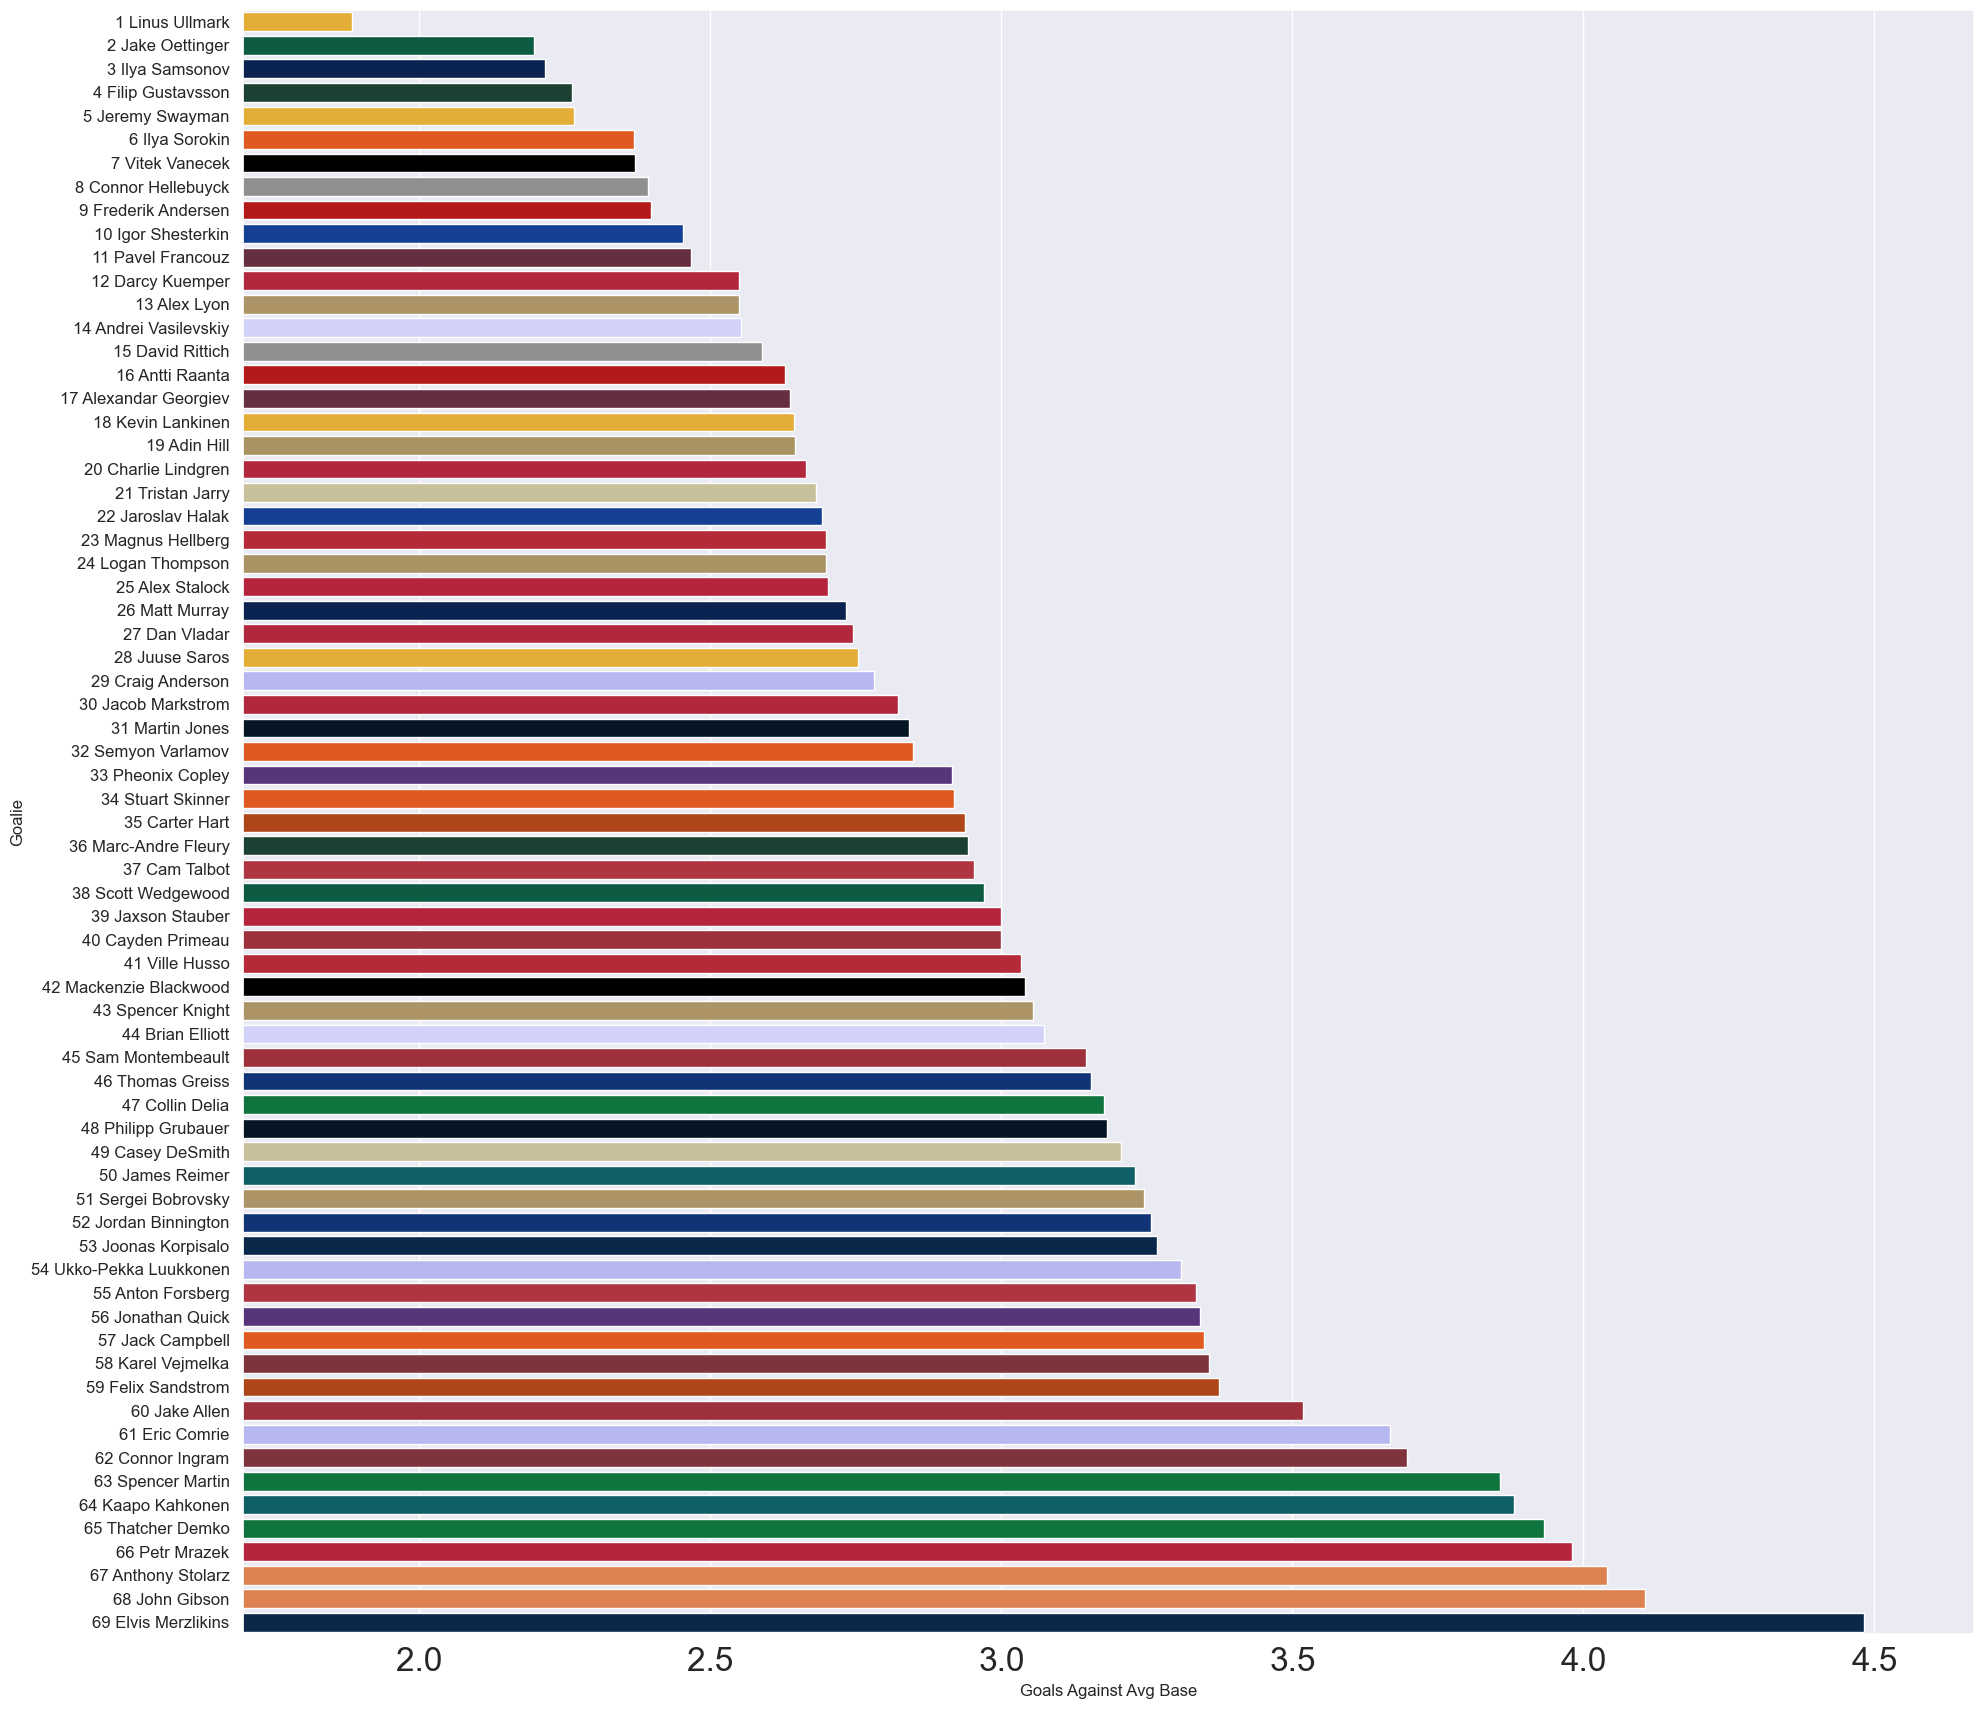 1 Linus Ullmark
2 Jake Oettinger
3 Ilya Samsonov
4 Filip Gustavsson
5 Jeremy Swayman
6 Ilya Sorokin
7 Vitek Vanecek
8 Connor Hellebuyck
9 Frederik Andersen
10 Igor Shesterkin
11 Pavel Francouz
12 Darcy Kuemper
13 Alex Lyon
14 Andrei Vasilevskiy
15 David Rittich
16 Antti Raanta
17 Alexandar Georgiev
18 Kevin Lankinen
19 Adin Hill
20 Charlie Lindgren
21 Tristan Jarry
22 Jaroslav Halak
23 Magnus Hellberg
24 Logan Thompson
25 Alex Stalock
26 Matt Murray
27 Dan Vladar
28 Juuse Saros
29 Craig Anderson
30 Jacob Markstrom
31 Martin Jones
32 Semyon Varlamov
33 Pheonix Copley
34 Stuart Skinner
35 Carter Hart
36 Marc-Andre Fleury
37 Cam Talbot
38 Scott Wedgewood
39 Jaxson Stauber
40 Cayden Primeau
41 Ville Husso
42 Mackenzie Blackwood
43 Spencer Knight
44 Brian Elliott
45 Sam Montembeault
46 Thomas Greiss
47 Collin Delia
48 Philipp Grubauer
49 Casey DeSmith
50 James Reimer
51 Sergei Bobrovsky
52 Jordan Binnington
53 Joonas Korpisalo
54 Ukko-Pekka Luukkonen
55 Anton Forsberg
56 Jonathan Quick
57 Jack Campbell
58 Karel Vejmelka
59 Felix Sandstrom
60 Jake Allen
61 Eric Comrie
62 Connor Ingram
63 Spencer Martin
64 Kaapo Kahkonen
65 Thatcher Demko
66 Petr Mrazek
67 Anthony Stolarz
68 John Gibson
69 Elvis Merzlikins
Goalie
2.0 2.5 3.0 3.5 4.0 4.5
Goals Against Avg Base